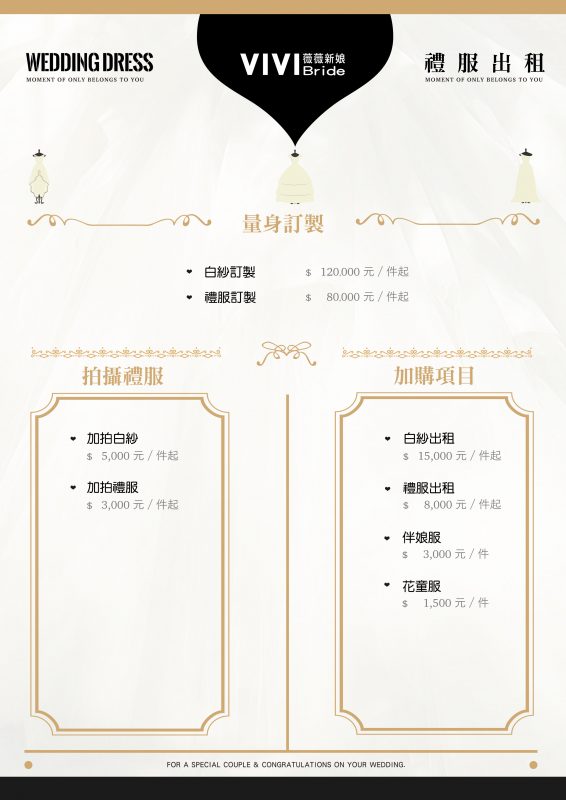 WEDDING DRESS
MOMENT OF ONLY BELONGS TO YOU
VIVI 薇薇新娘
Bride
禮服出租
MOMENT OF ONLY BELONGS TO YOU
量身訂製
白紗訂製 $ 120.000 元 / 件起
禮服訂製 $ 80.000 元 / 件起
拍攝禮服
加拍白紗
$ 5,000 元 / 件起
加拍禮服
$ 3,000 元 / 件起
加購項目
白紗出租
$ 15,000 元 / 件起
禮服出租
$ 8,000 元 / 件起
伴娘服
$ 3,000 元 / 件
花童服
$ 1,500 元 / 件
FOR A SPECIAL COUPLE & CONGRATULATIONS ON YOUR WEDDING.